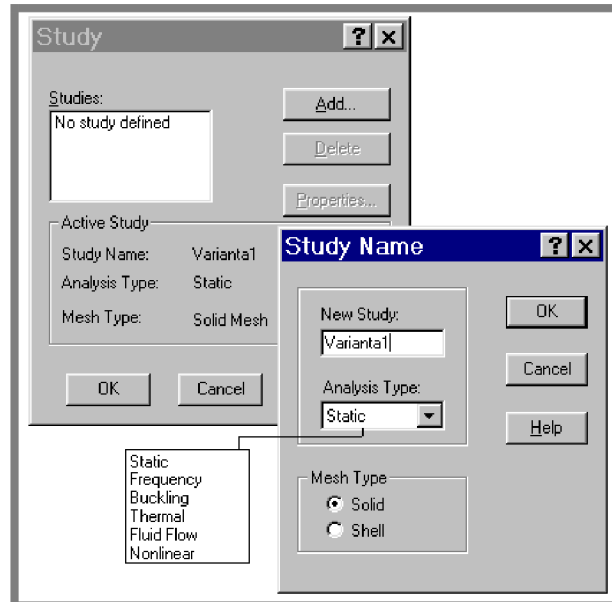 Study
Studies:
No study defined
Add...
Delete
Properties...
Active Study
Study Name: Varianta1
Analysis Type: Static
Mesh Type: Solid Mesh
OK
Cancel
Study Name
New Study:
Varianta1
Analysis Type:
Static
Mesh Type
Solid
Shell
OK
Cancel
Help
Static
Frequency
Buckling
Thermal
Fluid Flow
Nonlinear